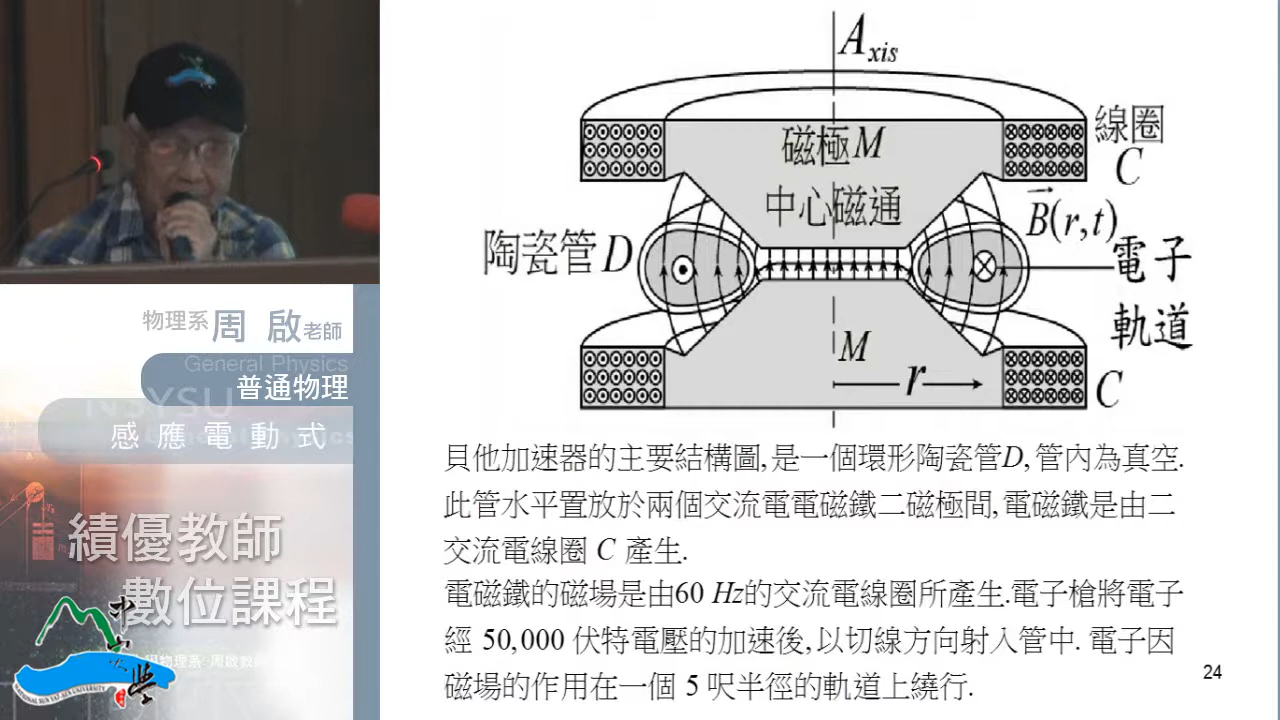 物理系周 啟老師
General Physics
普通物理
NSYSU
感應電動式
績優教師
數位課程
中山大學
Axis
磁極M
中心磁通
線圈
C
B(r,t)
陶瓷管D
電子
軌道
M
r
C
貝他加速器的主要結構圖,是一個環形陶瓷管D,管內為真空.
此管水平置放於兩個交流電電磁鐵二磁極間,電磁鐵是由二
交流電線圈 C 產生.
電磁鐵的磁場是由60 Hz的交流電線圈所產生.電子槍將電子
經 50,000 伏特電壓的加速後,以切線方向射入管中. 電子因
磁場的作用在一個 5 呎半徑的軌道上繞行.
24